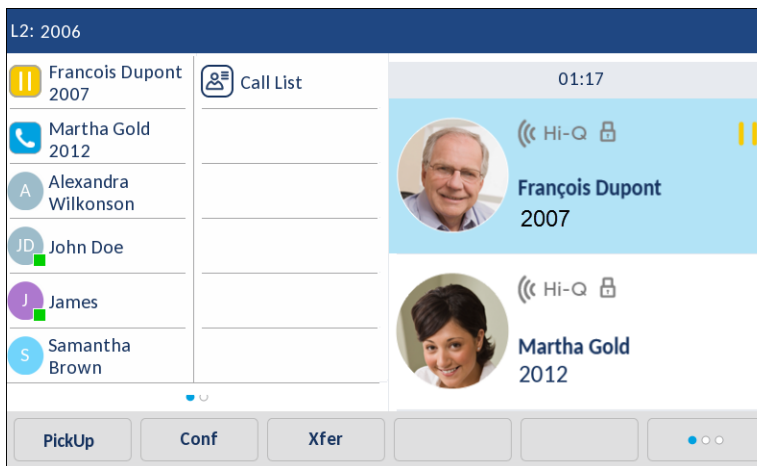 L2: 2006
Francois Dupont
2007
Martha Gold
2012
A
Alexandra
Wilkonson
JD
John Doe
J
James
S
Samantha
Brown
Call List
01:17
Hi-Q
François Dupont
2007
Hi-Q
Martha Gold
2012
PickUp
Conf
Xfer